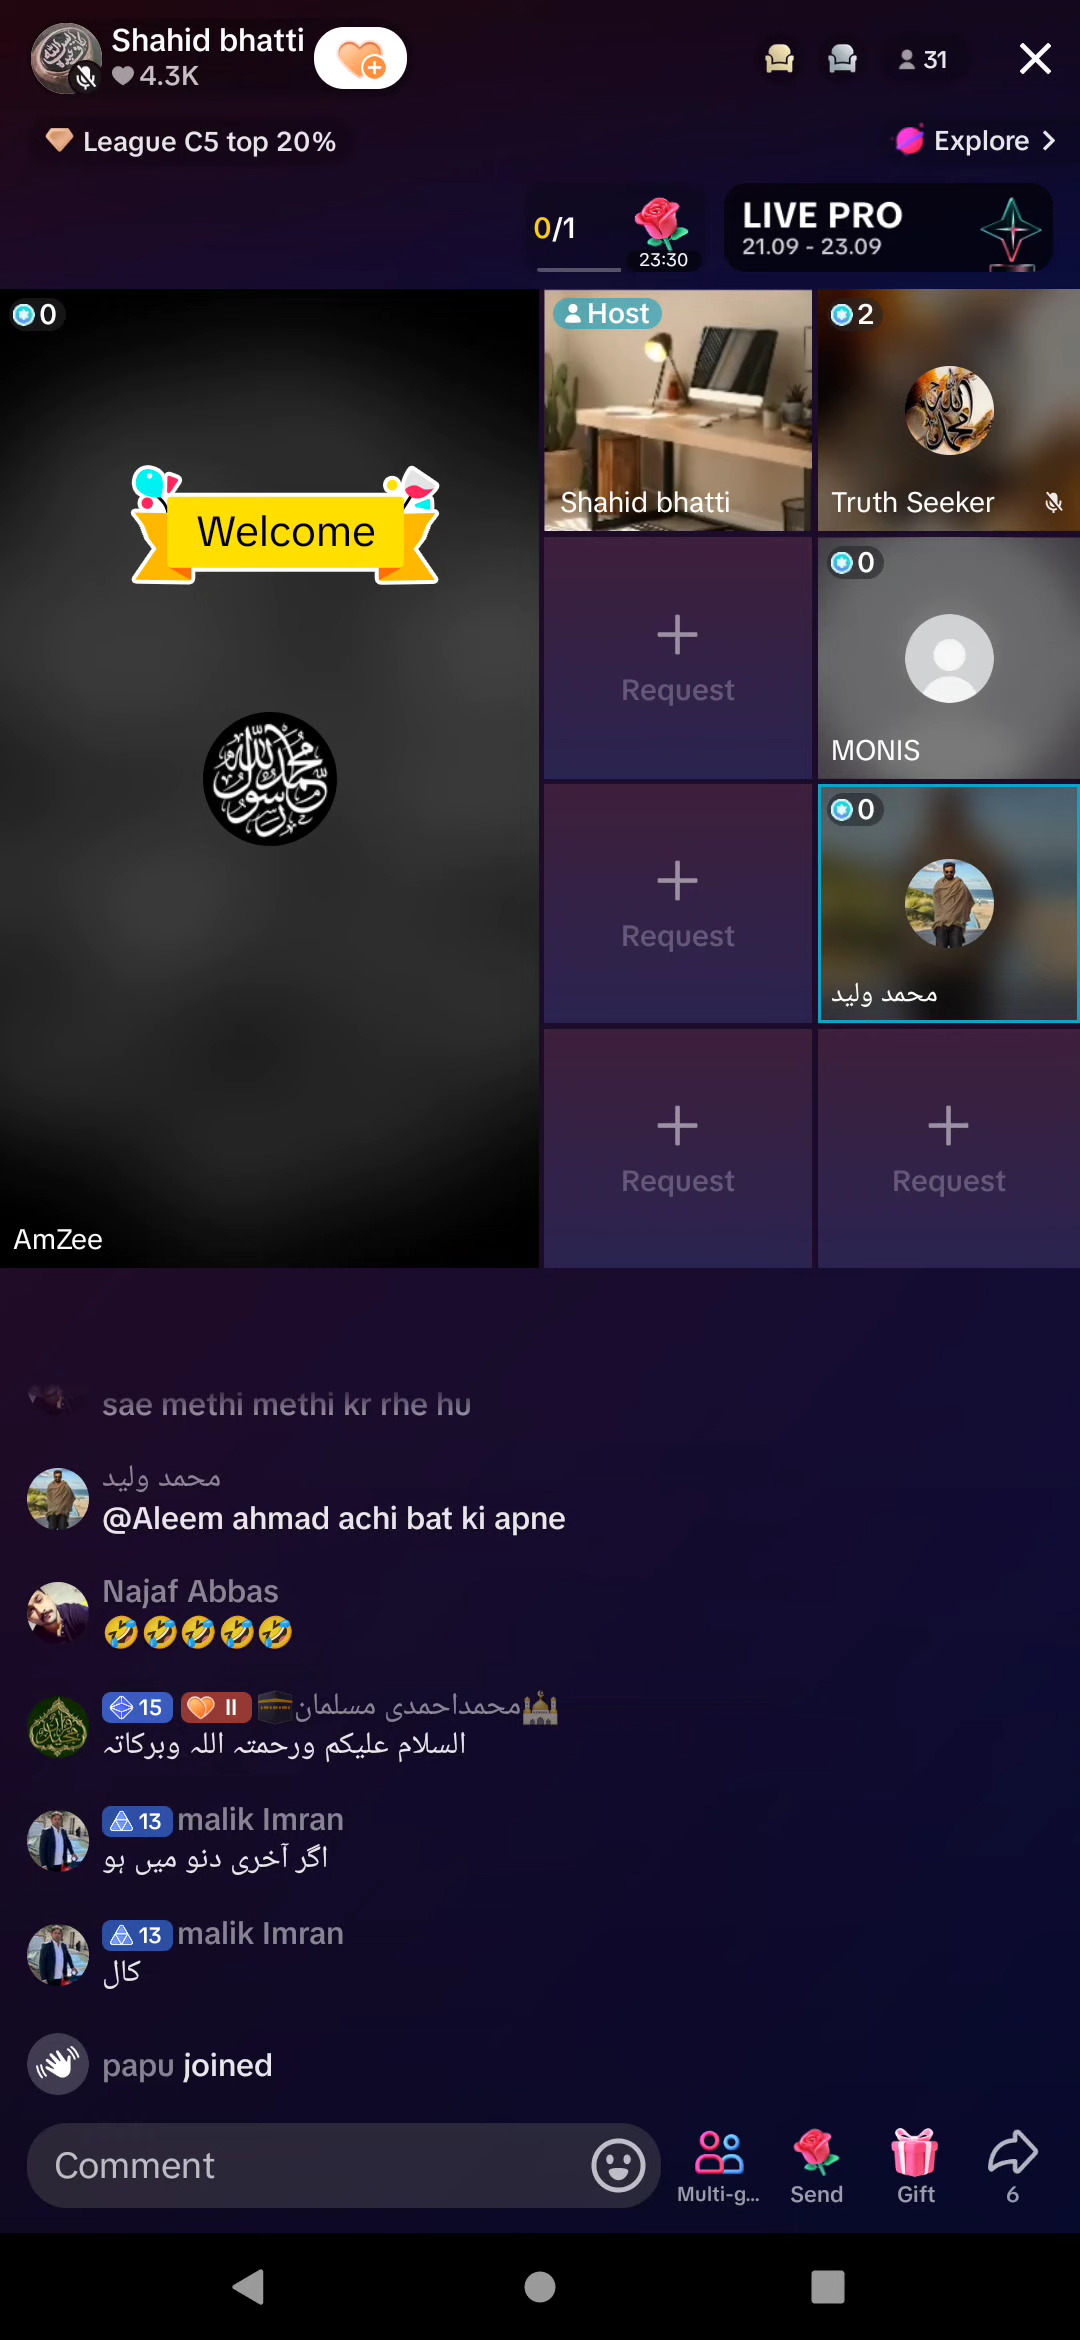 Shahid bhatti
4.3K
31
League C5 top 20%
Explore
0/1
23:30
LIVE PRO
21.09 - 23.09
0
Host
2
Welcome
Shahid bhatti
Truth Seeker
0
Request
MONIS
0
Request
محمد ولید
Request
Request
AmZee
sae methi methi kr rhe hu
محمد ولید
@Aleem ahmad achi bat ki apne
Najaf Abbas
🤣🤣🤣🤣🤣
15 II 🕋محمداحمدی مسلمان🕌
السلام علیکم ورحمتہ اللہ وبرکاتہ
13 malik Imran
اگر آخری دنو میں ہو
13 malik Imran
کال
papu joined
Comment
Multi-g...
Send
Gift
6